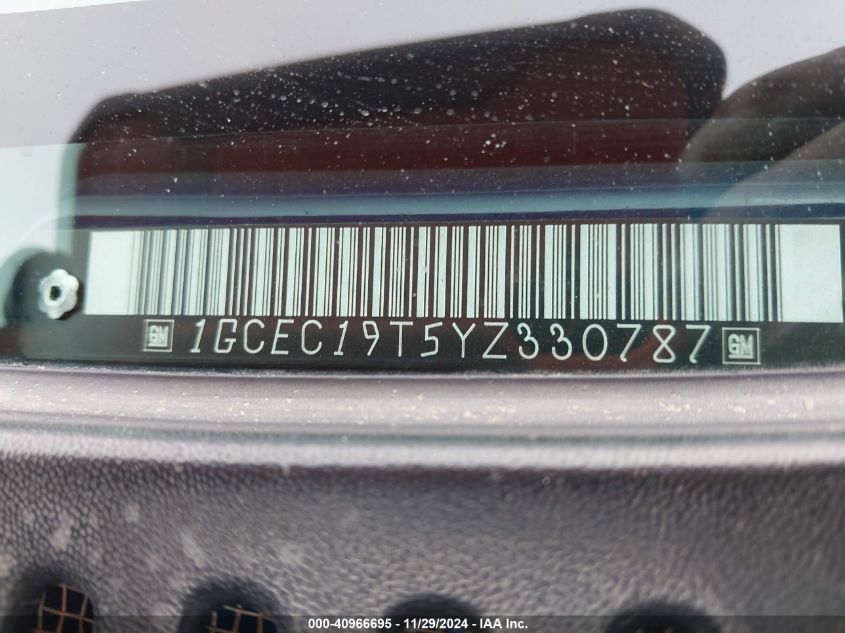 GM 1GCEC19T5YZ330787 GM
000-40966695 - 11/29/2024 - IAA Inc.